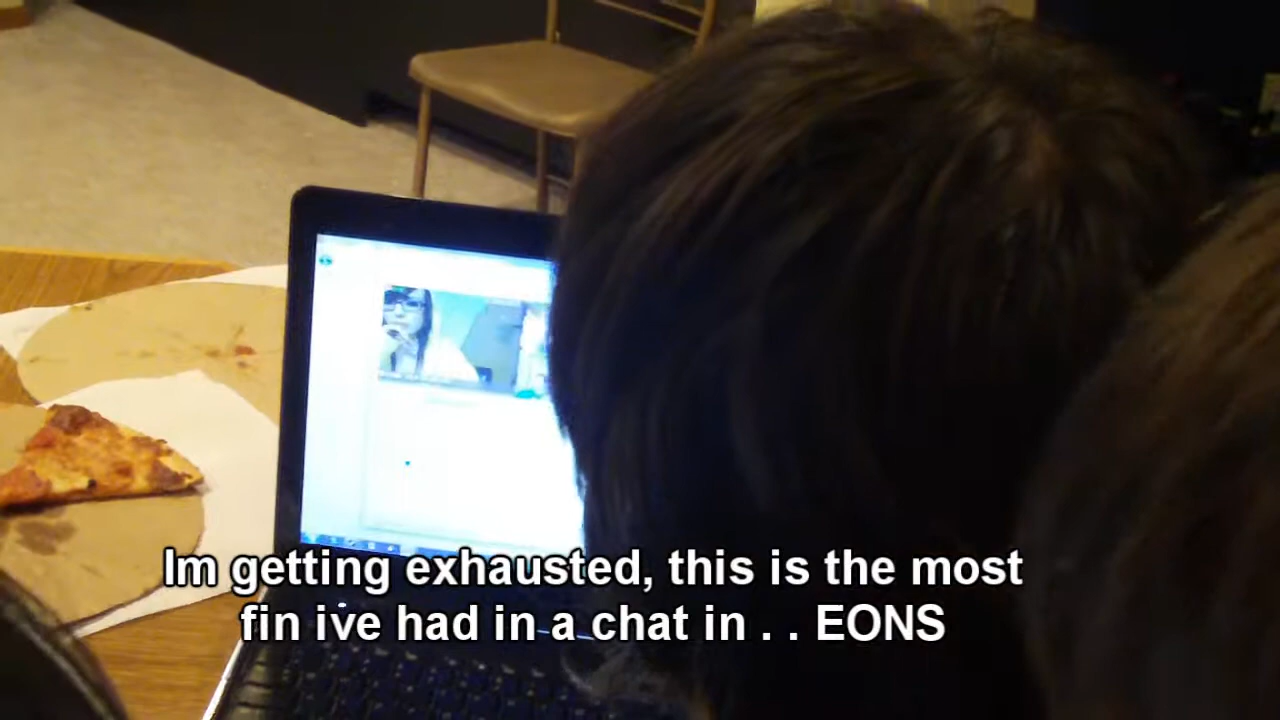 Im getting exhausted, this is the most
fin ive had in a chat in . . EONS